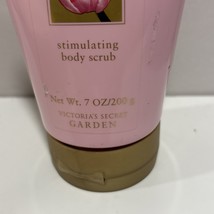 stimulating
body scrub
Net Wt. 7 OZ/200 g
VICTORIA'S SECRET
GARDEN